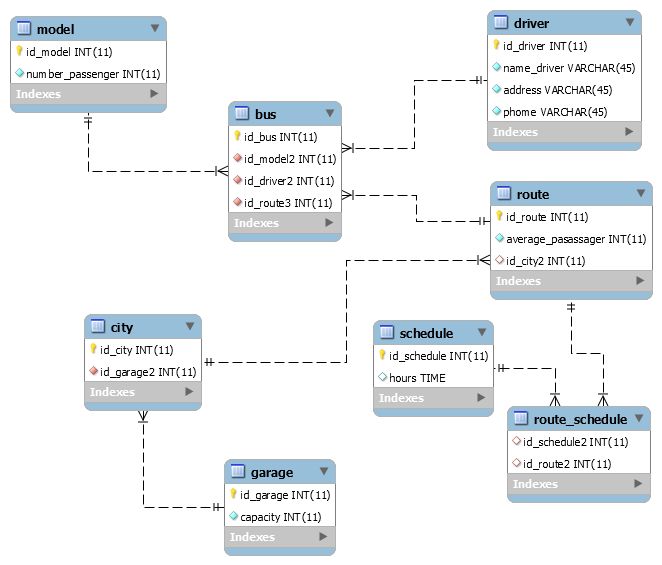 model
id_model INT(11)
number_passenger INT(11)
Indexes
driver
id_driver INT(11)
name_driver VARCHAR(45)
address VARCHAR(45)
phome VARCHAR(45)
Indexes
bus
id_bus INT(11)
id_model2 INT(11)
id_driver2 INT(11)
id_route3 INT(11)
Indexes
route
id_route INT(11)
average_pasassager INT(11)
id_city2 INT(11)
Indexes
city
id_city INT(11)
id_garage2 INT(11)
Indexes
schedule
id_schedule INT(11)
hours TIME
Indexes
route_schedule
id_schedule2 INT(11)
id_route2 INT(11)
Indexes
garage
id_garage INT(11)
capacity INT(11)
Indexes